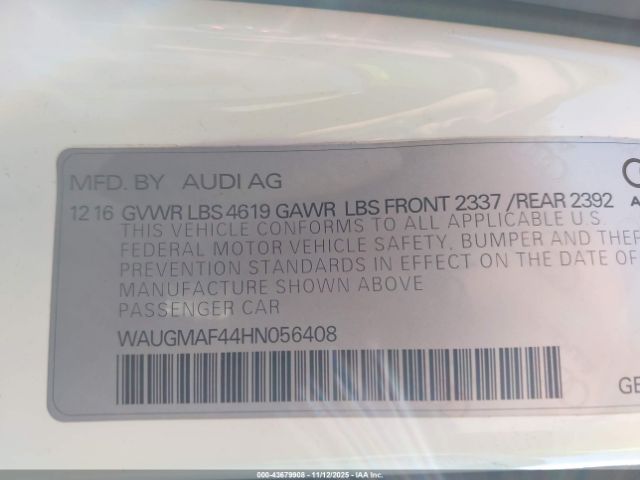 MFD. BY AUDI AG
12 16 GVWR LBS 4619 GAWR LBS FRONT 2337 /REAR 2392
THIS VEHICLE CONFORMS TO ALL APPLICABLE U.S
FEDERAL MOTOR VEHICLE SAFETY, BUMPER AND THEF
PREVENTION STANDARDS IN EFFECT ON THE DATE OF
MANUFACTURE SHOWN ABOVE
PASSENGER CAR
WAUGMAF44HN056408
GE
000-43679908 - 11/12/2025 - IAA Inc.